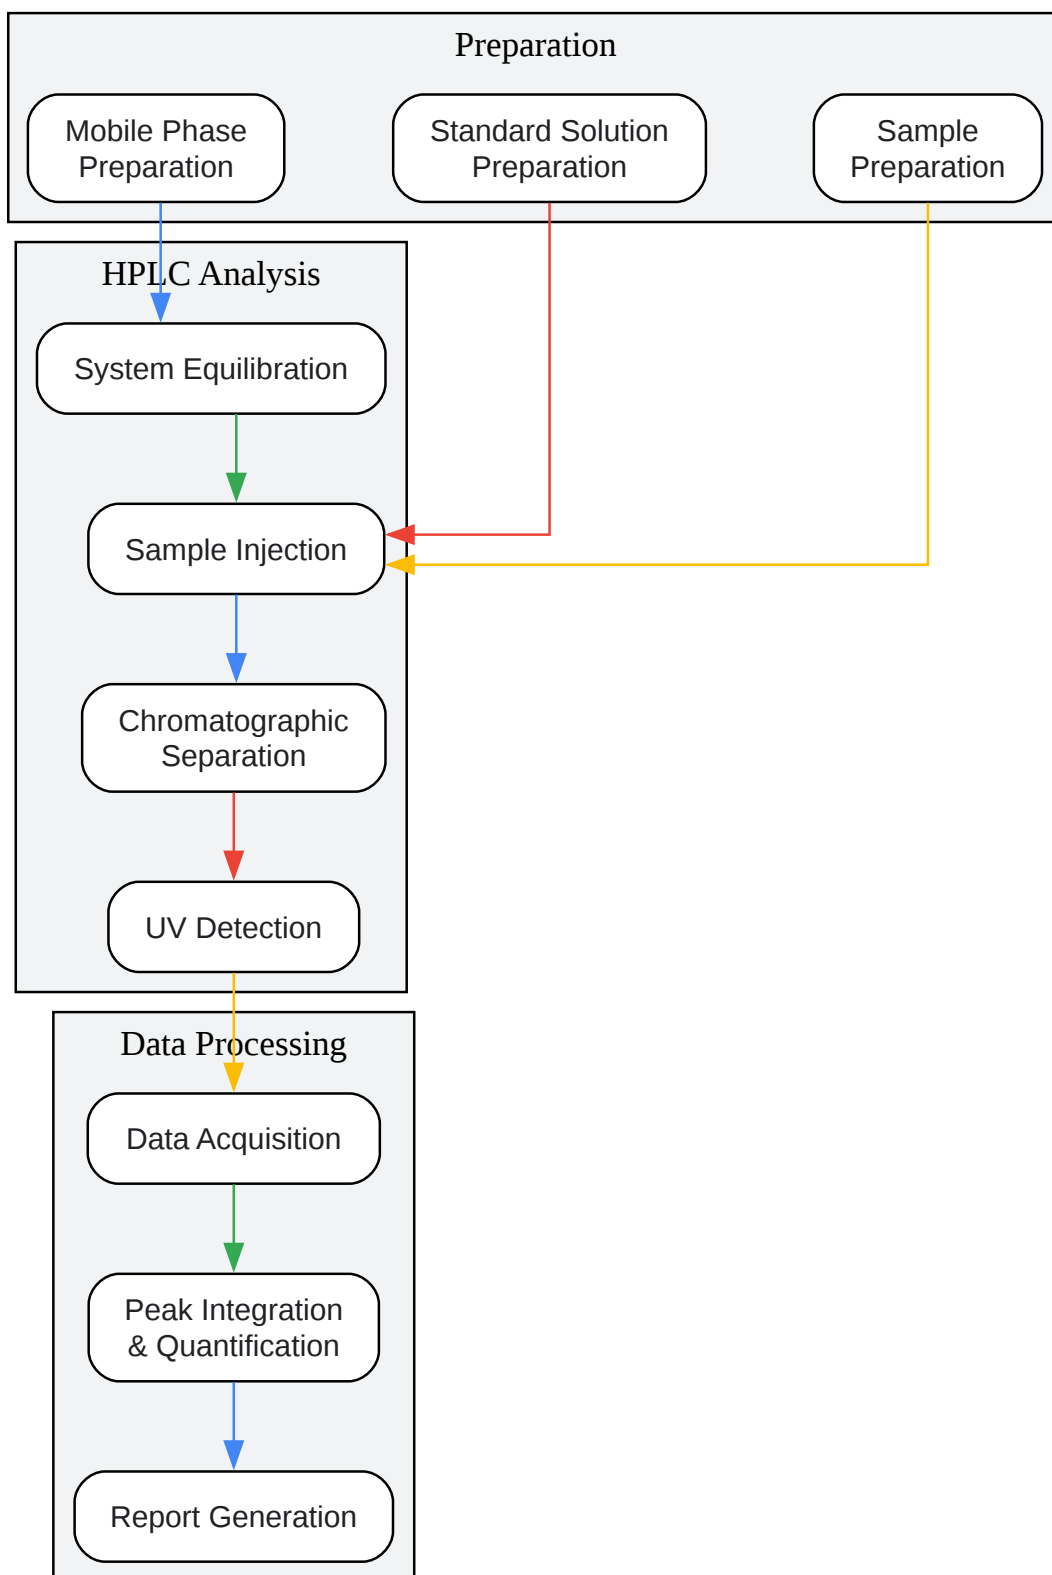 Preparation
Mobile Phase
Preparation
Standard Solution
Preparation
Sample
Preparation
HPLC Analysis
System Equilibration
Sample Injection
Chromatographic
Separation
UV Detection
Data Processing
Data Acquisition
Peak Integration
& Quantification
Report Generation